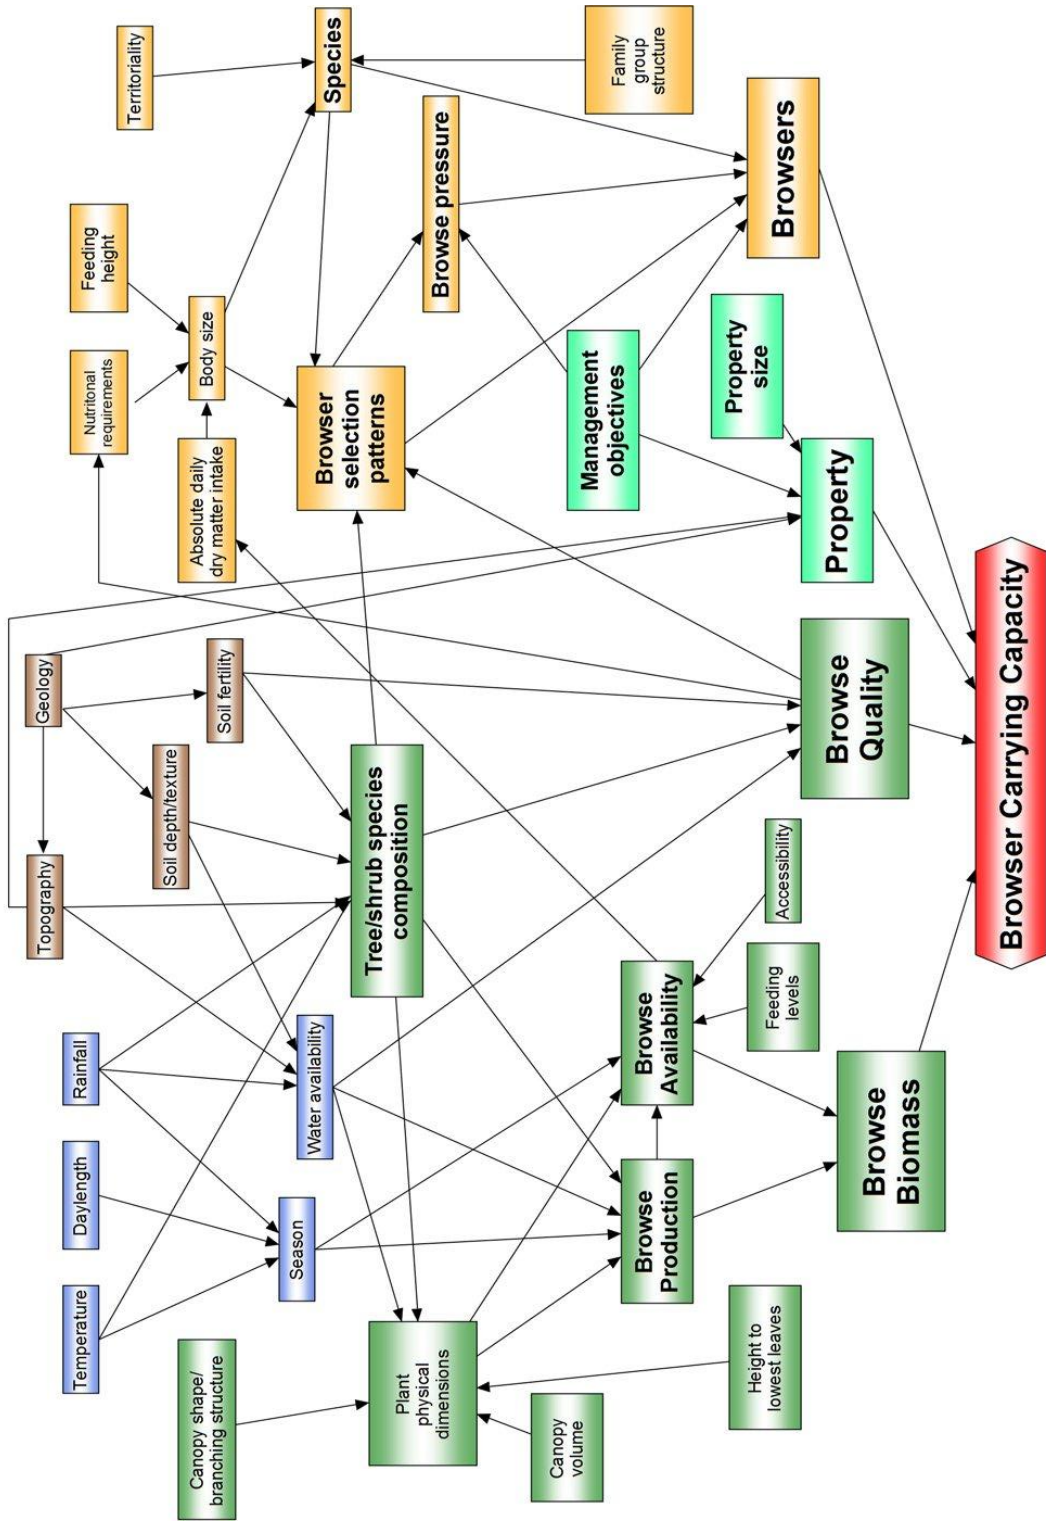 Temperature
Daylength
Rainfall
Topography
Geology
Nutritonal
requirements
Feeding
height
Territoriality
Canopy shape/
branching structure
Season
Water availability
Soil depth/texture
Soil fertility
Absolute daily
dry matter intake
Body size
Species
Plant
physical
dimensions
Tree/shrub species
composition
Browser
selection
patterns
Browse pressure
Canopy
volume
Browse
Production
Browse
Availability
Management
objectives
Family
group
structure
Height to
lowest leaves
Feeding
levels
Accessibility
Property
size
Browsers
Browse
Biomass
Browse
Quality
Property
Browser Carrying Capacity